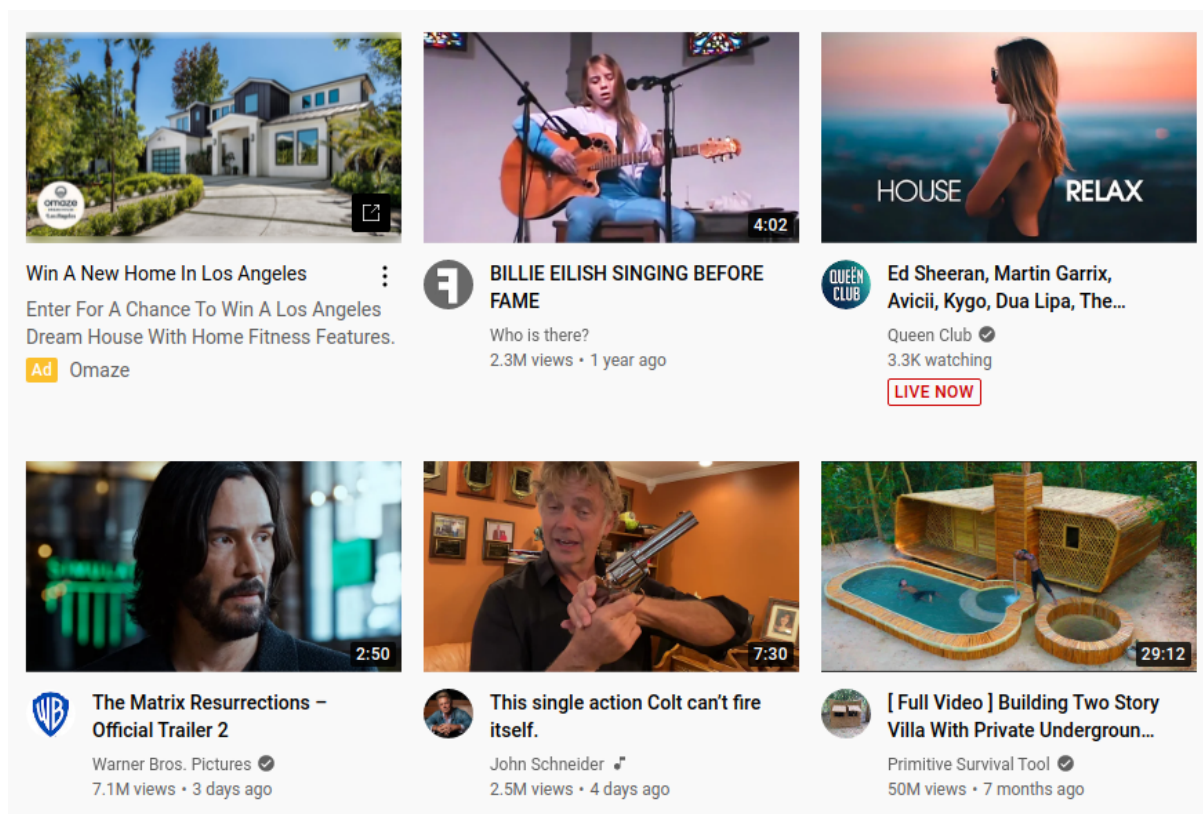 omaze
Los Angeles
Win A New Home In Los Angeles
Enter For A Chance To Win A Los Angeles
Dream House With Home Fitness Features.
Ad Omaze
4:02
BILLIE EILISH SINGING BEFORE
FAME
Who is there?
2.3M views • 1 year ago
HOUSE RELAX
QUEËN
CLUB
Ed Sheeran, Martin Garrix,
Avicii, Kygo, Dua Lipa, The...
Queen Club
3.3K watching
LIVE NOW
2:50
WB
The Matrix Resurrections –
Official Trailer 2
Warner Bros. Pictures
7.1M views • 3 days ago
7:30
This single action Colt can't fire
itself.
John Schneider
2.5M views • 4 days ago
29:12
[ Full Video ] Building Two Story
Villa With Private Undergroun...
Primitive Survival Tool
50M views • 7 months ago